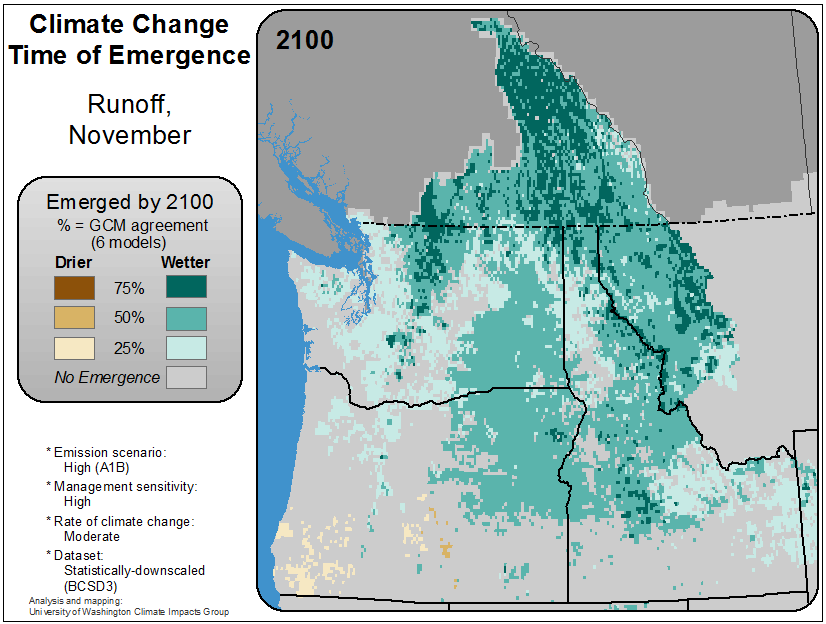 Climate Change
Time of Emergence
Runoff,
November
Emerged by 2100
% = GCM agreement
(6 models)
Drier Wetter
75%
50%
25%
No Emergence
* Emission scenario:
High (A1B)
* Management sensitivity:
High
* Rate of climate change:
Moderate
* Dataset:
Statistically-downscaled
(BCSD3)
Analysis and mapping:
University of Washington Climate Impacts Group
2100